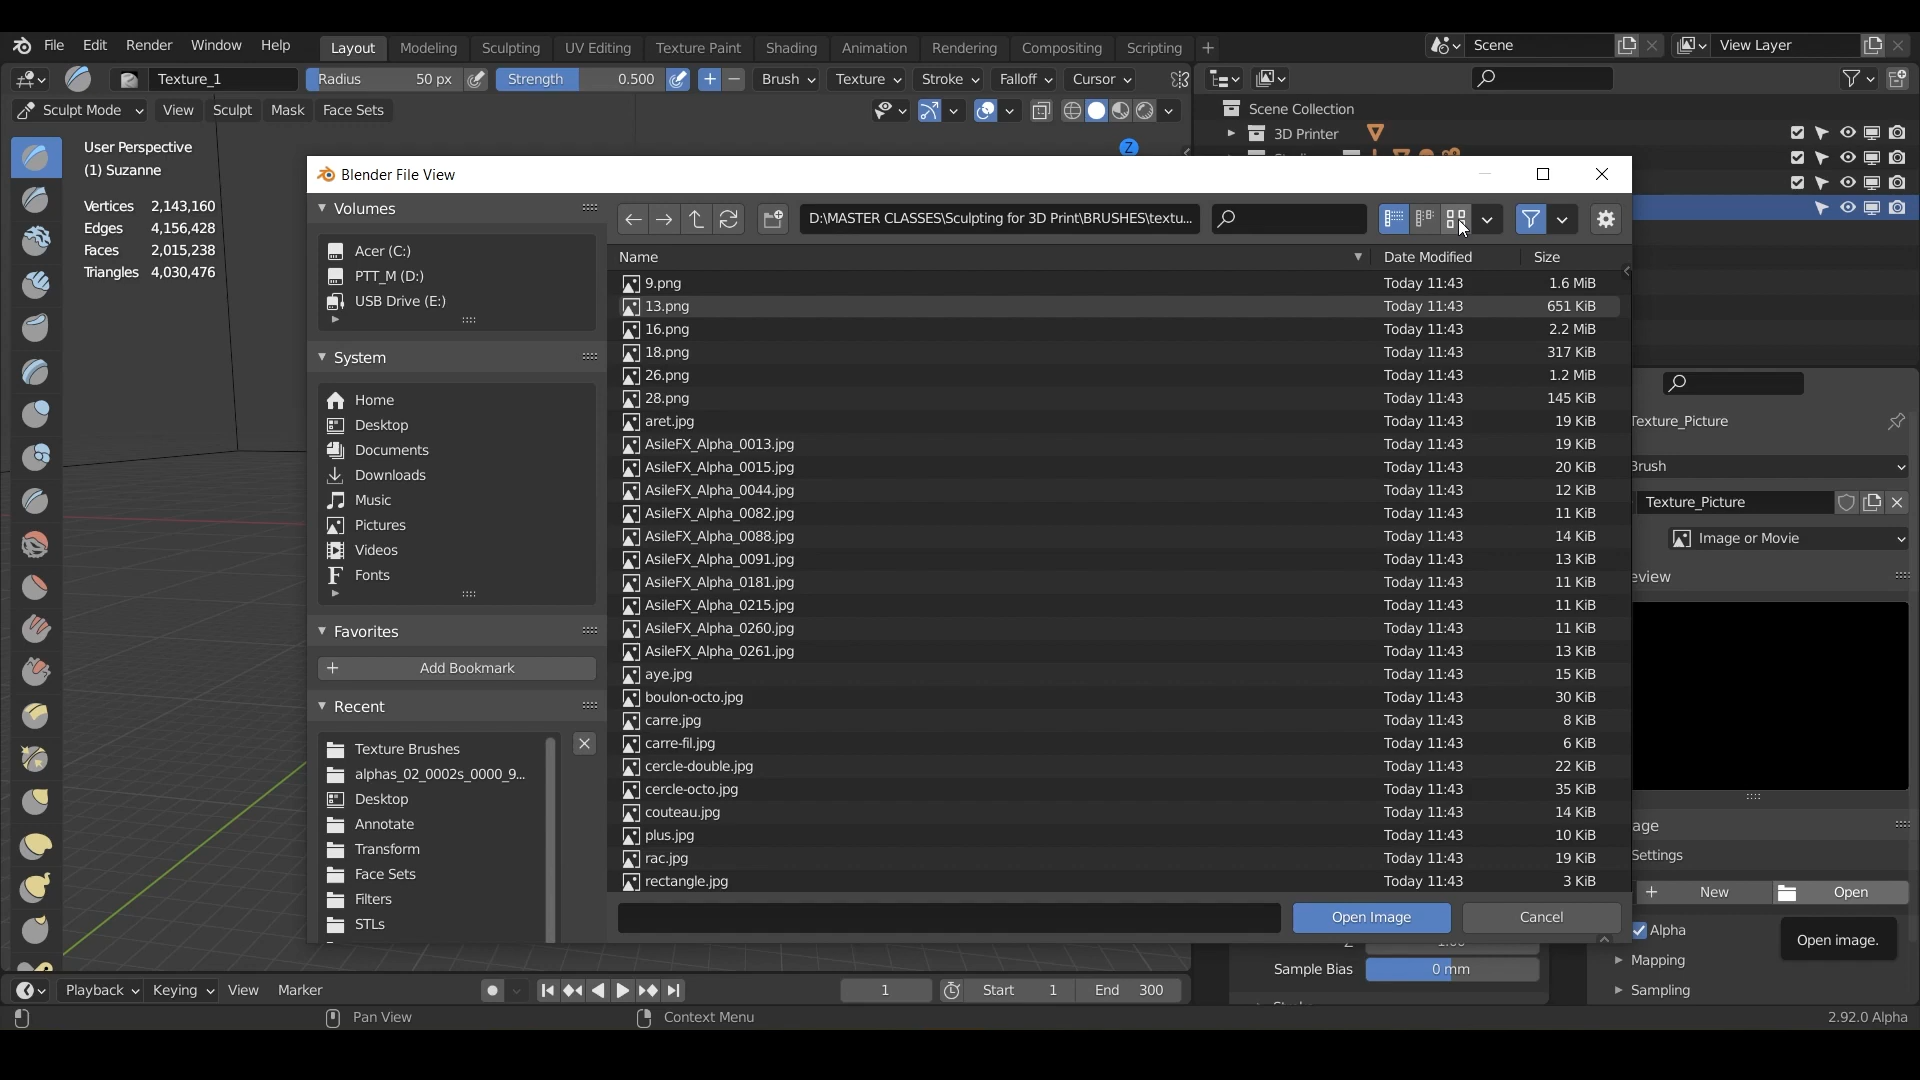 File Edit Render Window Help Layout Modeling Sculpting UV Editing Texture Paint Shading Animation Rendering Compositing Scripting + Scene View Layer
Texture_1 Radius 50 px Strength 0.500 Brush Texture Stroke Falloff Cursor
Sculpt Mode View Sculpt Mask Face Sets
Scene Collection
3D Printer
User Perspective
(1) Suzanne
Z
Vertices 2,143,160
Edges 4,156,428
Faces 2,015,238
Triangles 4,030,476
Blender File View
Volumes
Acer (C:)
PTT_M (D:)
USB Drive (E:)
System
Home
Desktop
Documents
Downloads
Music
Pictures
Videos
Fonts
Favorites
Add Bookmark
Recent
Texture Brushes
alphas_02_0002s_0000_9...
Desktop
Annotate
Transform
Face Sets
Filters
STLs
D:\MASTER CLASSES\Sculpting for 3D Print\BRUSHES\textu...
Name Date Modified Size
9.png Today 11:43 1.6 MiB
13.png Today 11:43 651 KiB
16.png Today 11:43 2.2 MiB
18.png Today 11:43 317 KiB
26.png Today 11:43 1.2 MiB
28.png Today 11:43 145 KiB
aret.jpg Today 11:43 19 KiB
AsileFX_Alpha_0013.jpg Today 11:43 19 KiB
AsileFX_Alpha_0015.jpg Today 11:43 20 KiB
AsileFX_Alpha_0044.jpg Today 11:43 12 KiB
AsileFX_Alpha_0082.jpg Today 11:43 11 KiB
AsileFX_Alpha_0088.jpg Today 11:43 14 KiB
AsileFX_Alpha_0091.jpg Today 11:43 13 KiB
AsileFX_Alpha_0181.jpg Today 11:43 11 KiB
AsileFX_Alpha_0215.jpg Today 11:43 11 KiB
AsileFX_Alpha_0260.jpg Today 11:43 11 KiB
AsileFX_Alpha_0261.jpg Today 11:43 13 KiB
aye.jpg Today 11:43 15 KiB
boulon-octo.jpg Today 11:43 30 KiB
carre.jpg Today 11:43 8 KiB
carre-fil.jpg Today 11:43 6 KiB
cercle-double.jpg Today 11:43 22 KiB
cercle-octo.jpg Today 11:43 35 KiB
couteau.jpg Today 11:43 14 KiB
plus.jpg Today 11:43 10 KiB
rac.jpg Today 11:43 19 KiB
rectangle.jpg Today 11:43 3 KiB
Open Image Cancel
Texture_Picture
Brush
Texture_Picture
Image or Movie
eview
age
Settings
New Open
Alpha
Open image.
Mapping
Sampling
Sample Bias 0 mm
Playback Keying View Marker 1 Start 1 End 300
Pan View Context Menu 2.92.0 Alpha